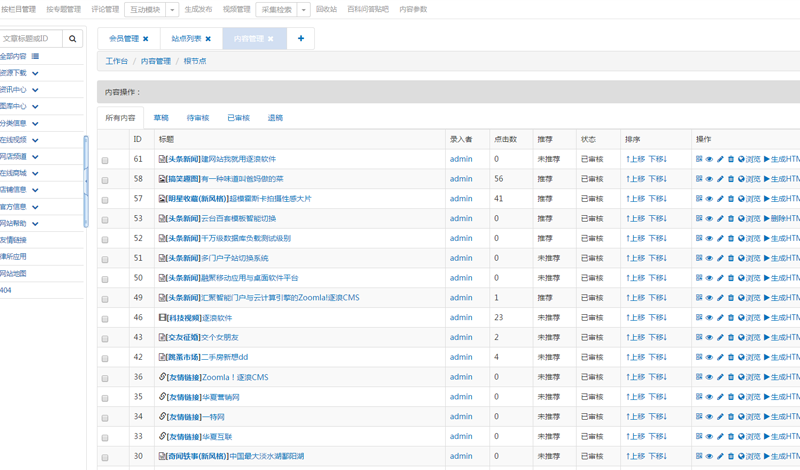 按栏目管理 按专题管理 评论管理 互动模块 生成发布 视频管理 采集检索 回收站 百科问答贴吧 内容参数
文章标题或ID
会员管理 站点列表 内容管理
工作台 / 内容管理 / 根节点
内容操作：
所有内容 草稿 待审核 已审核 退稿
全部内容
资源下载
资讯中心
图库中心
分类信息
在线视频
网店频道
在线商城
店铺信息
官方信息
网站帮助
友情链接
律所应用
网站地图
404
ID 标题 录入者 点击数 推荐 状态 排序 操作
61 [头条新闻]建网站我就用逐浪软件 admin 0 未推荐 已审核 ↑上移 下移↓ 浏览 生成HTM
58 [搞笑趣图]有一种味道叫爸妈做的菜 admin 56 推荐 已审核 ↑上移 下移↓ 浏览 生成HTM
57 [明星收藏(新风格)]超模霍斯卡拍摄性感大片 admin 41 推荐 已审核 ↑上移 下移↓ 浏览 生成HTM
53 [头条新闻]云台百套模板智能切换 admin 0 推荐 已审核 ↑上移 下移↓ 浏览 删除HTM
52 [头条新闻]千万级数据库负载测试级别 admin 0 推荐 已审核 ↑上移 下移↓ 浏览 生成HTM
51 [头条新闻]多门户子站切换系统 admin 0 未推荐 已审核 ↑上移 下移↓ 浏览 生成HTM
50 [头条新闻]融聚移动应用与桌面软件平台 admin 0 未推荐 已审核 ↑上移 下移↓ 浏览 生成HTM
49 [头条新闻]汇聚智能门户与云计算引擎的Zoomla!逐浪CMS admin 1 推荐 已审核 ↑上移 下移↓ 浏览 生成HTM
46 [科技视频]逐浪软件 admin 23 未推荐 已审核 ↑上移 下移↓ 浏览 生成HTM
43 [交友征婚]交个女朋友 admin 2 未推荐 已审核 ↑上移 下移↓ 浏览 生成HTM
42 [跳蚤市场]二手房新想dd admin 4 未推荐 已审核 ↑上移 下移↓ 浏览 生成HTM
36 [友情链接]Zoomla！逐浪CMS admin 0 未推荐 已审核 ↑上移 下移↓ 浏览 生成HTM
35 [友情链接]华夏营销网 admin 0 未推荐 已审核 ↑上移 下移↓ 浏览 生成HTM
34 [友情链接]一特网 admin 0 未推荐 已审核 ↑上移 下移↓ 浏览 生成HTM
33 [友情链接]华夏互联 admin 0 未推荐 已审核 ↑上移 下移↓ 浏览 生成HTM
30 [奇闻轶事(新风格)]中国最大淡水湖鄱阳湖 admin 0 未推荐 已审核 ↑上移 下移↓ 浏览 生成HTM